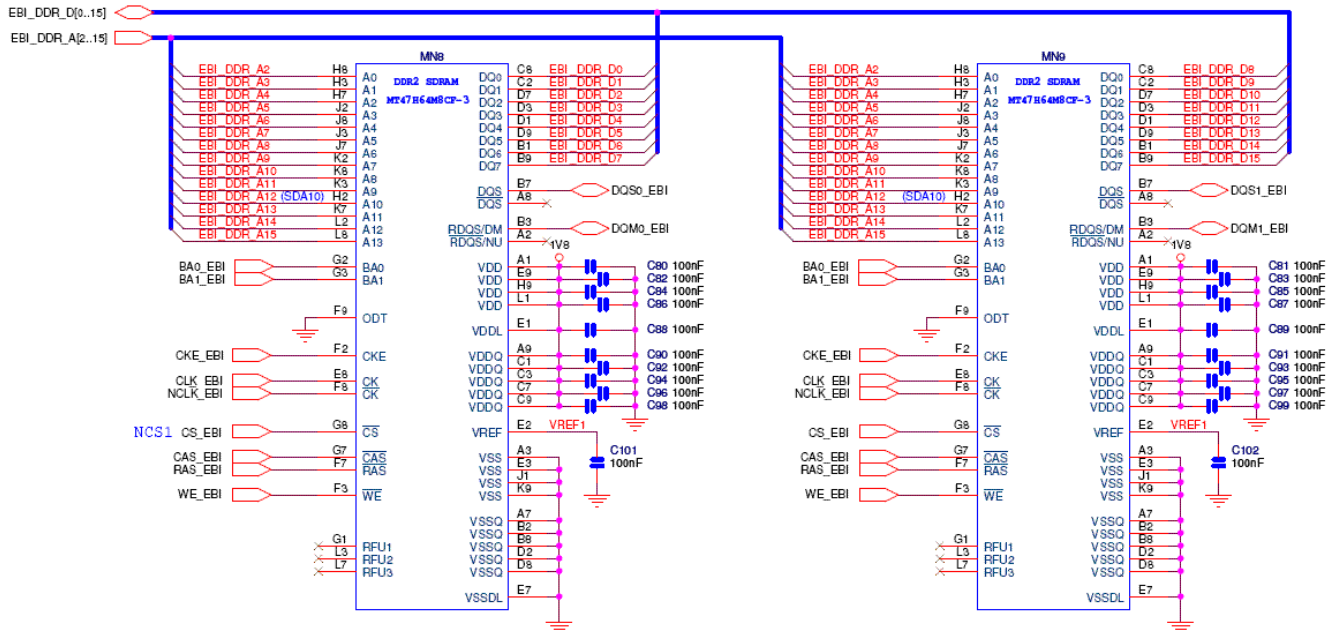 EBI_DDR_D[0..15]
EBI_DDR_A[2..15]
MN8
DDR2 SDRAM
MT47H64M8CF-3
EBI_DDR_A2 H8 A0
EBI_DDR_A3 H3 A1
EBI_DDR_A4 H7 A2
EBI_DDR_A5 J2 A3
EBI_DDR_A6 J8 A4
EBI_DDR_A7 J3 A5
EBI_DDR_A8 J7 A6
EBI_DDR_A9 K2 A7
EBI_DDR_A10 K8 A8
EBI_DDR_A11 K3 A9
EBI_DDR_A12 (SDA10) H2 A10
EBI_DDR_A13 K7 A11
EBI_DDR_A14 L2 A12
EBI_DDR_A15 L8 A13
BA0_EBI G2 BA0
BA1_EBI G3 BA1
F9 ODT
CKE_EBI F2 CKE
CLK_EBI E8 CK
NCLK_EBI F8 CK
NCS1 CS_EBI G8 CS
CAS_EBI G7 CAS
RAS_EBI F7 RAS
WE_EBI F3 WE
G1 RFU1
L3 RFU2
L7 RFU3
DQ0 C8 EBI_DDR_D0
DQ1 C2 EBI_DDR_D1
DQ2 D7 EBI_DDR_D2
DQ3 D3 EBI_DDR_D3
DQ4 D1 EBI_DDR_D4
DQ5 D9 EBI_DDR_D5
DQ6 B1 EBI_DDR_D6
DQ7 B9 EBI_DDR_D7
DQS B7 DQS0_EBI
DQS A8
RDQS/DM B3 DQM0_EBI
RDQS/NU A2
1V8
VDD A1 C80 100nF
VDD E9 C82 100nF
VDD H9 C84 100nF
VDD L1 C86 100nF
VDDL E1 C88 100nF
VDDQ A9 C90 100nF
VDDQ C1 C92 100nF
VDDQ C3 C94 100nF
VDDQ C7 C96 100nF
VDDQ C9 C98 100nF
VREF E2 VREF1
C101
100nF
VSS A3
VSS E3
VSS J1
VSS K9
VSSQ A7
VSSQ B2
VSSQ B8
VSSQ D2
VSSQ D8
VSSDL E7
MN9
DDR2 SDRAM
MT47H64M8CF-3
EBI_DDR_A2 H8 A0
EBI_DDR_A3 H3 A1
EBI_DDR_A4 H7 A2
EBI_DDR_A5 J2 A3
EBI_DDR_A6 J8 A4
EBI_DDR_A7 J3 A5
EBI_DDR_A8 J7 A6
EBI_DDR_A9 K2 A7
EBI_DDR_A10 K8 A8
EBI_DDR_A11 K3 A9
EBI_DDR_A12 (SDA10) H2 A10
EBI_DDR_A13 K7 A11
EBI_DDR_A14 L2 A12
EBI_DDR_A15 L8 A13
BA0_EBI G2 BA0
BA1_EBI G3 BA1
F9 ODT
CKE_EBI F2 CKE
CLK_EBI E8 CK
NCLK_EBI F8 CK
CS_EBI G8 CS
CAS_EBI G7 CAS
RAS_EBI F7 RAS
WE_EBI F3 WE
G1 RFU1
L3 RFU2
L7 RFU3
DQ0 C8 EBI_DDR_D8
DQ1 C2 EBI_DDR_D9
DQ2 D7 EBI_DDR_D10
DQ3 D3 EBI_DDR_D11
DQ4 D1 EBI_DDR_D12
DQ5 D9 EBI_DDR_D13
DQ6 B1 EBI_DDR_D14
DQ7 B9 EBI_DDR_D15
DQS B7 DQS1_EBI
DQS A8
RDQS/DM B3 DQM1_EBI
RDQS/NU A2
1V8
VDD A1 C81 100nF
VDD E9 C83 100nF
VDD H9 C85 100nF
VDD L1 C87 100nF
VDDL E1 C89 100nF
VDDQ A9 C91 100nF
VDDQ C1 C93 100nF
VDDQ C3 C95 100nF
VDDQ C7 C97 100nF
VDDQ C9 C99 100nF
VREF E2 VREF1
C102
100nF
VSS A3
VSS E3
VSS J1
VSS K9
VSSQ A7
VSSQ B2
VSSQ B8
VSSQ D2
VSSQ D8
VSSDL E7